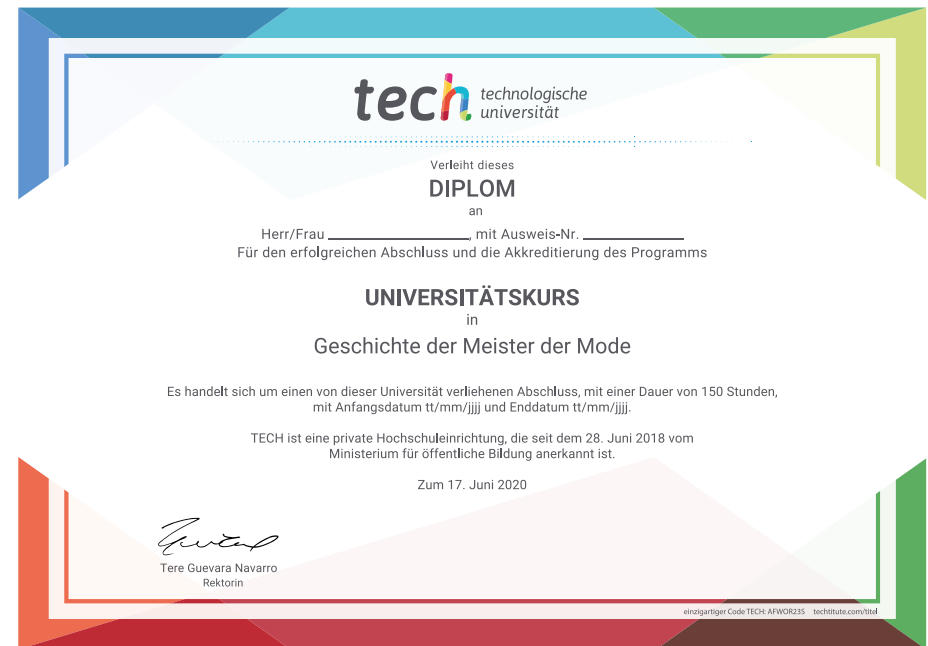 tech technologische
universität
Verleiht dieses
DIPLOM
an
Herr/Frau ____________, mit Ausweis-Nr. ____________
Für den erfolgreichen Abschluss und die Akkreditierung des Programms
UNIVERSITÄTSKURS
in
Geschichte der Meister der Mode
Es handelt sich um einen von dieser Universität verliehenen Abschluss, mit einer Dauer von 150 Stunden,
mit Anfangsdatum tt/mm/jjjj und Enddatum tt/mm/jjjj.
TECH ist eine private Hochschuleinrichtung, die seit dem 28. Juni 2018 vom
Ministerium für öffentliche Bildung anerkannt ist.
Zum 17. Juni 2020
Tere Guevara Navarro
Rektorin
einzigartiger Code TECH: AFWOR23S techtitute.com/titel